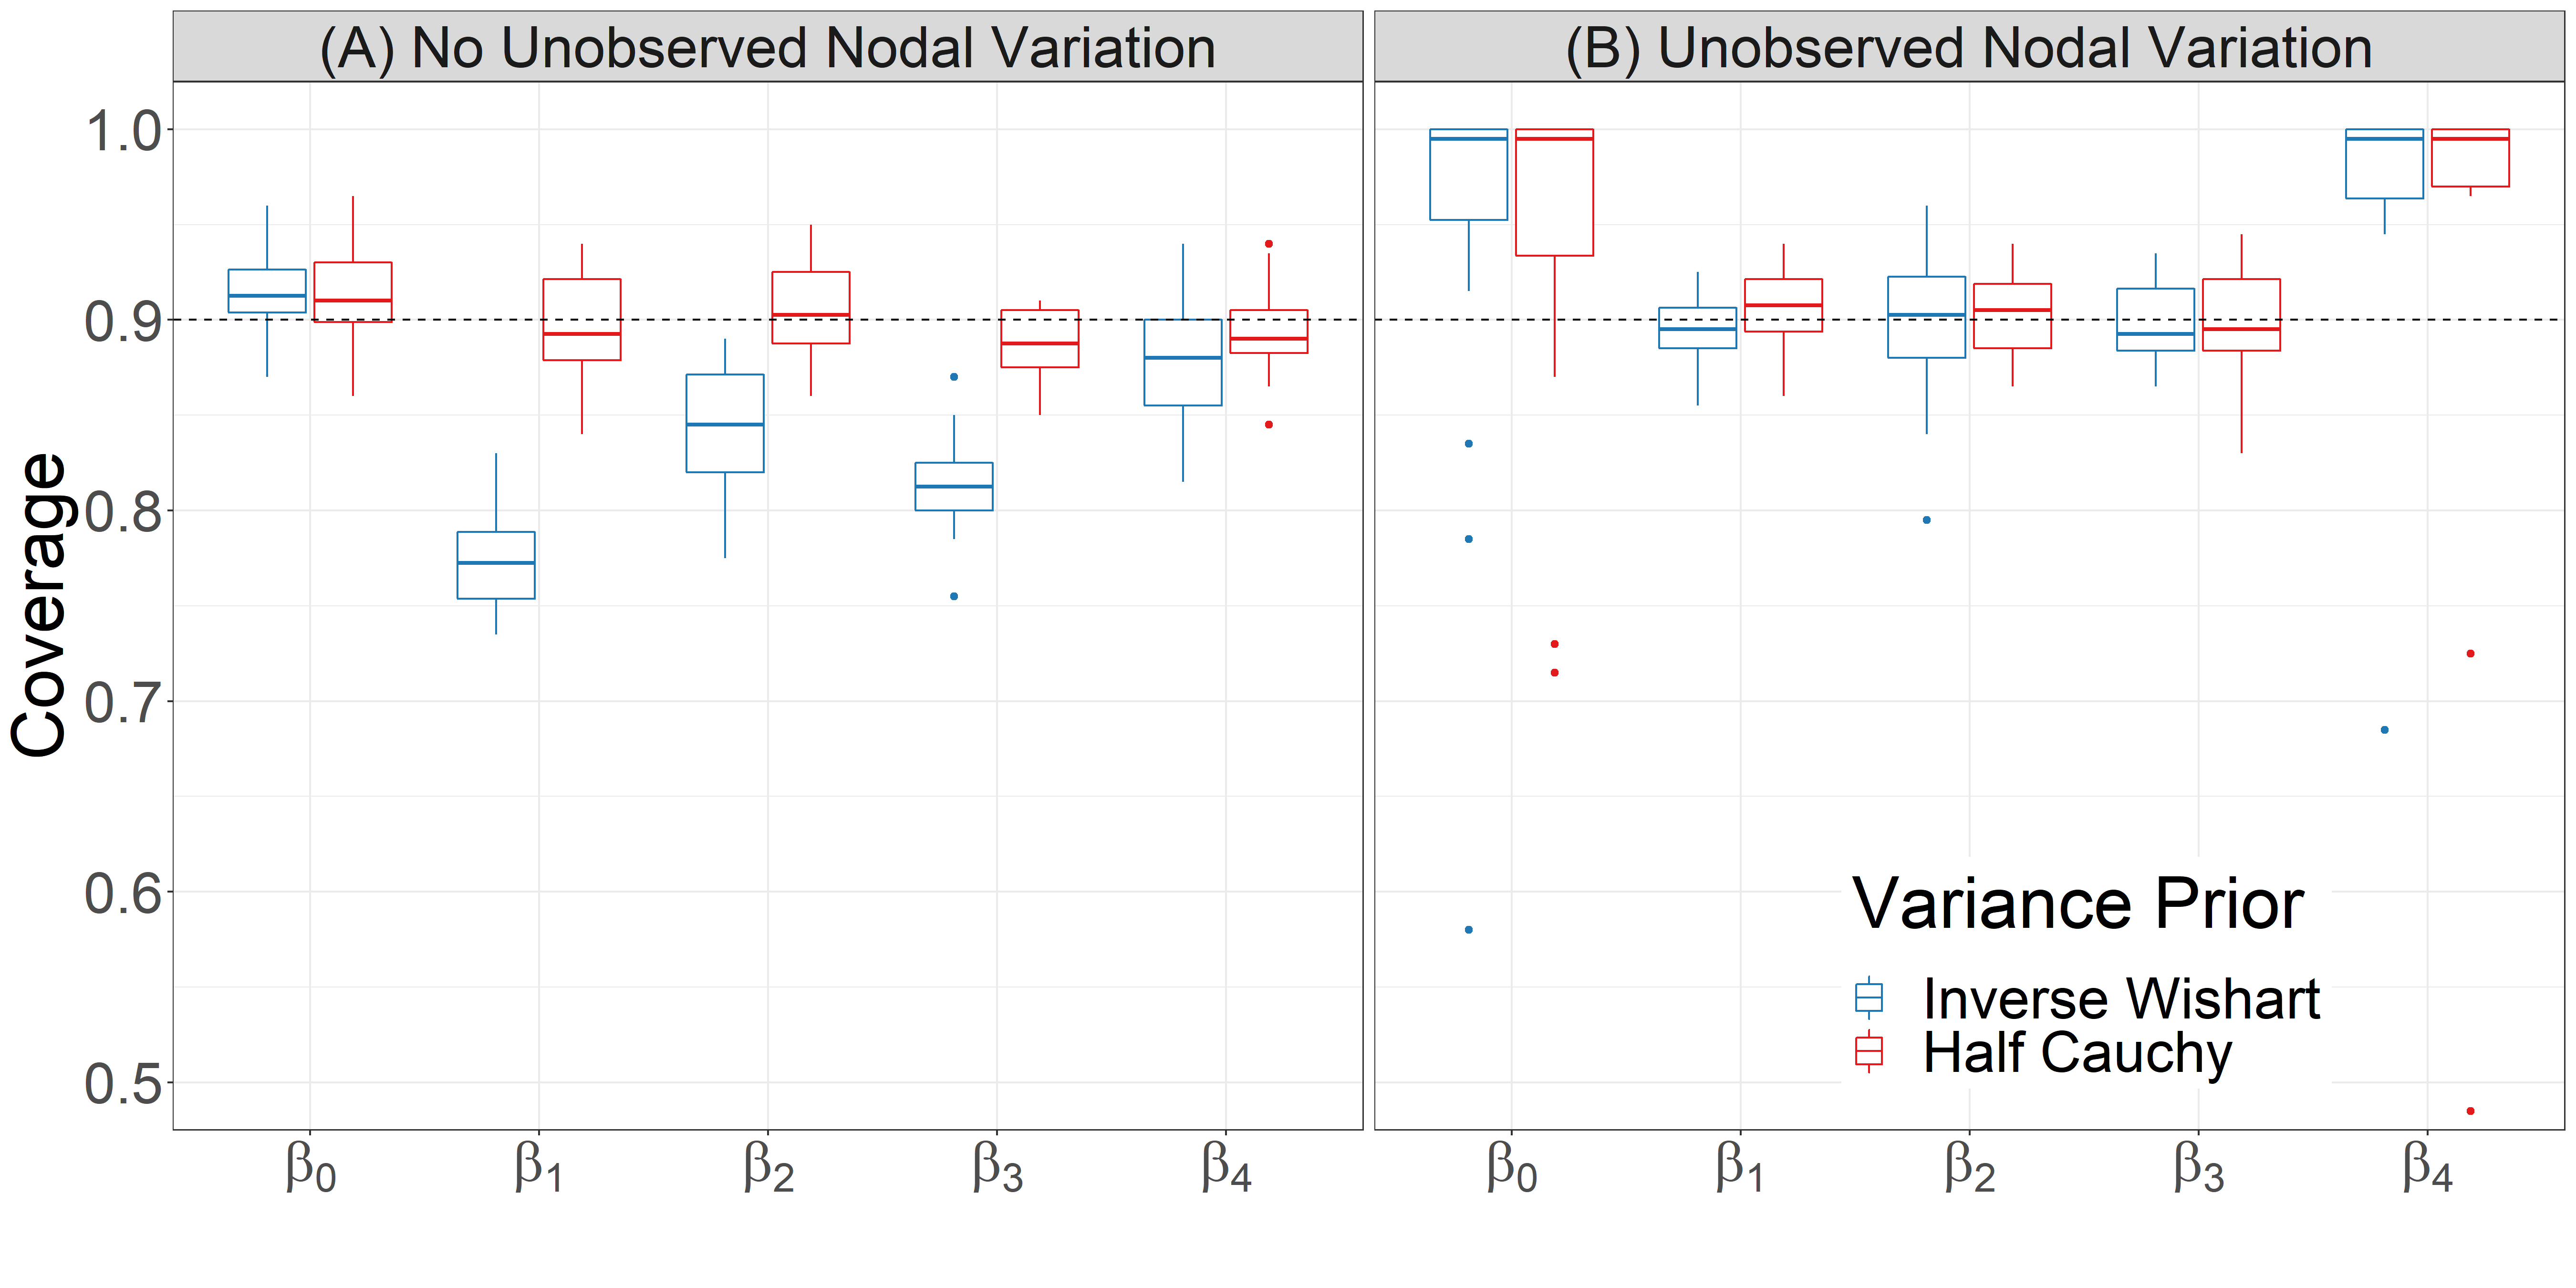 (A) No Unobserved Nodal Variation
(B) Unobserved Nodal Variation
Coverage
1.0
0.9
0.8
0.7
0.6
0.5
Variance Prior
Inverse Wishart
Half Cauchy
β0 β1 β2 β3 β4
β0 β1 β2 β3 β4